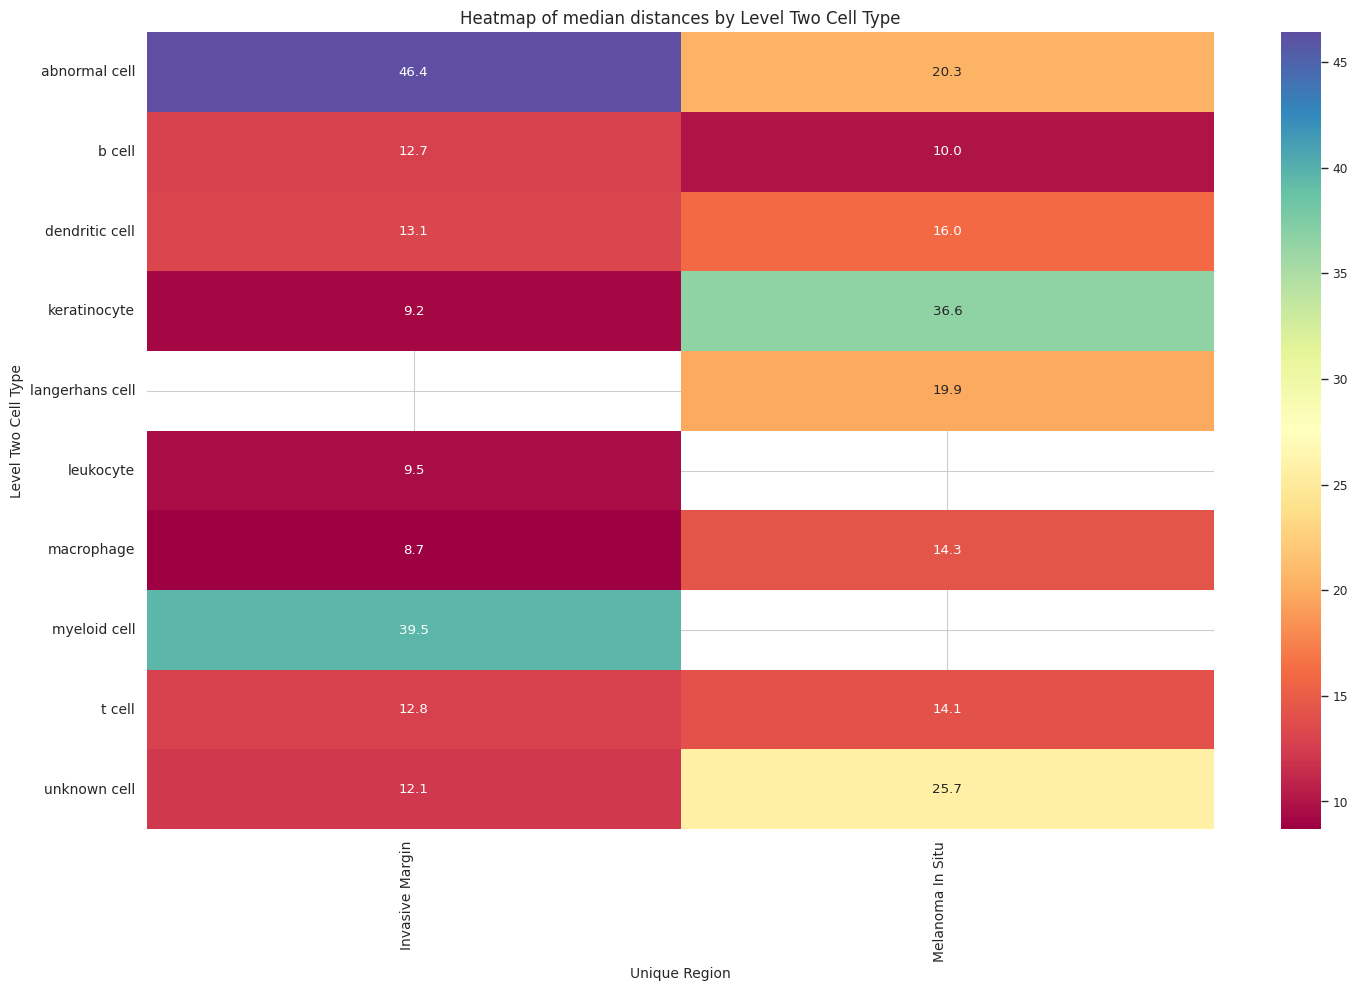 Heatmap of median distances by Level Two Cell Type
Level Two Cell Type
abnormal cell 46.4 20.3
b cell 12.7 10.0
dendritic cell 13.1 16.0
keratinocyte 9.2 36.6
langerhans cell 19.9
leukocyte 9.5
macrophage 8.7 14.3
myeloid cell 39.5
t cell 12.8 14.1
unknown cell 12.1 25.7
Invasive Margin
Melanoma In Situ
Unique Region
45
40
35
30
25
20
15
10